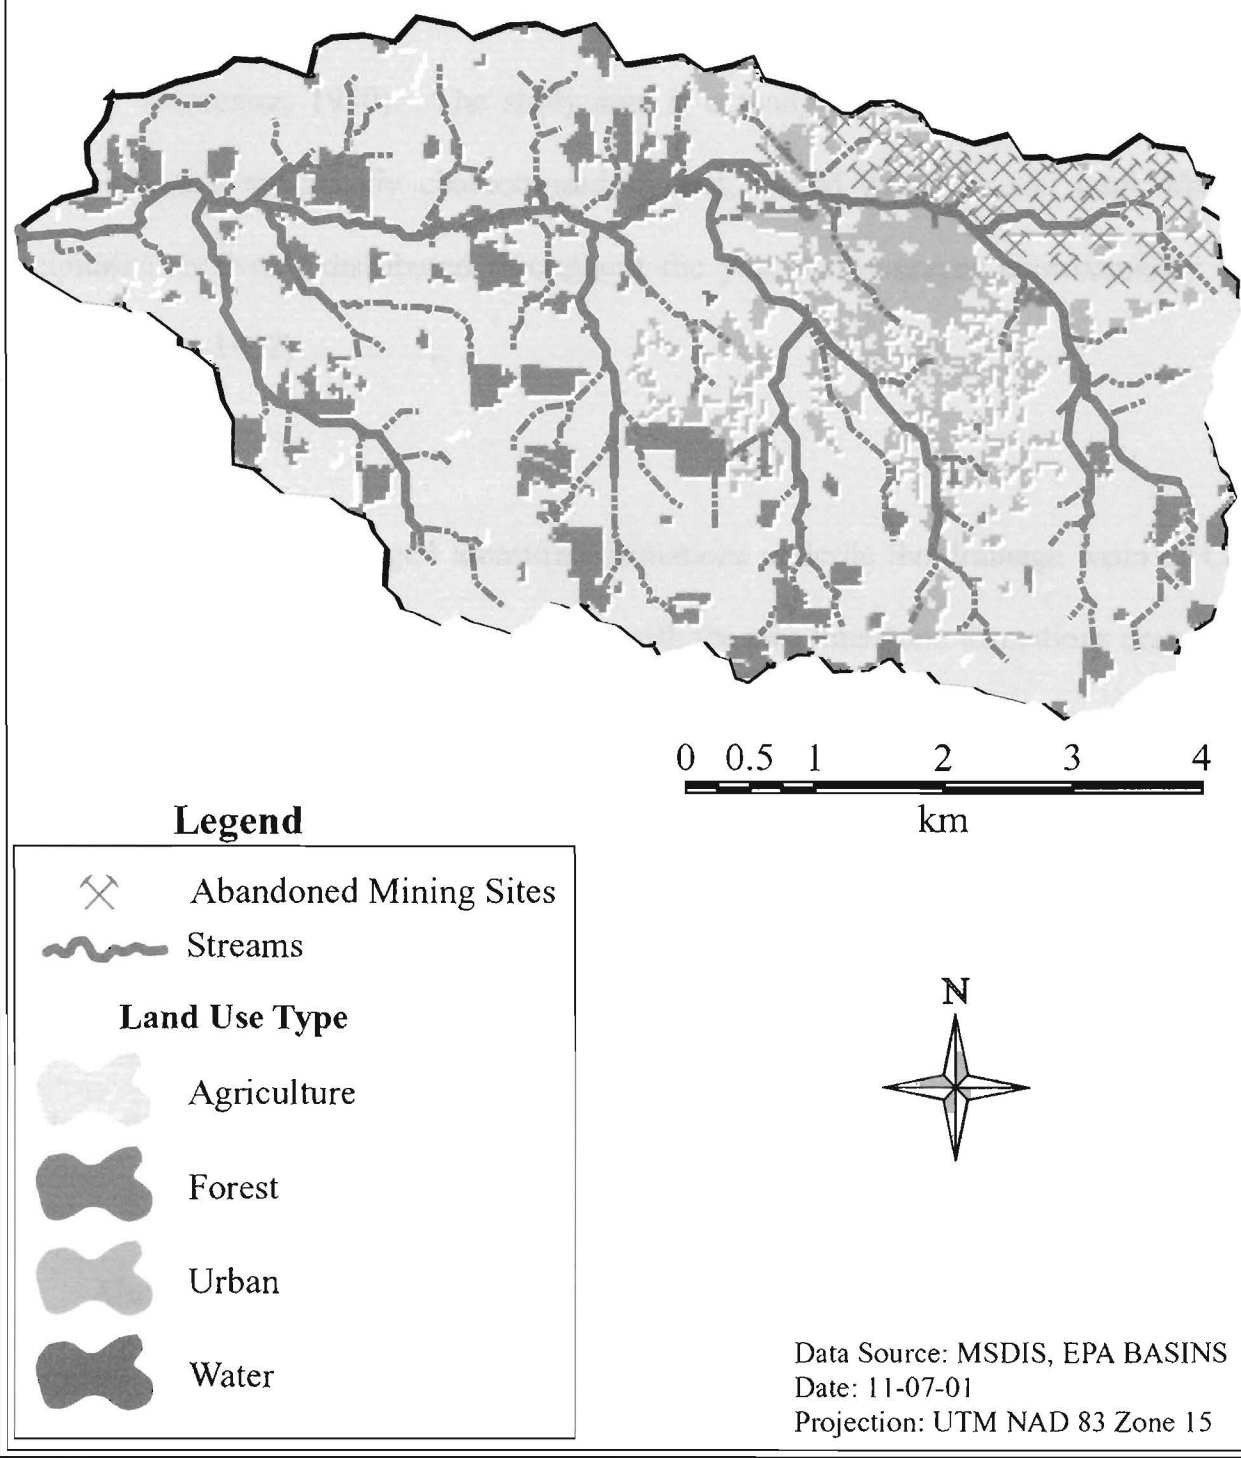 0 0.5 1 2 3 4
km
Legend
Abandoned Mining Sites
Streams
Land Use Type
Agriculture
Forest
Urban
Water
N
Data Source: MSDIS, EPA BASINS
Date: 11-07-01
Projection: UTM NAD 83 Zone 15